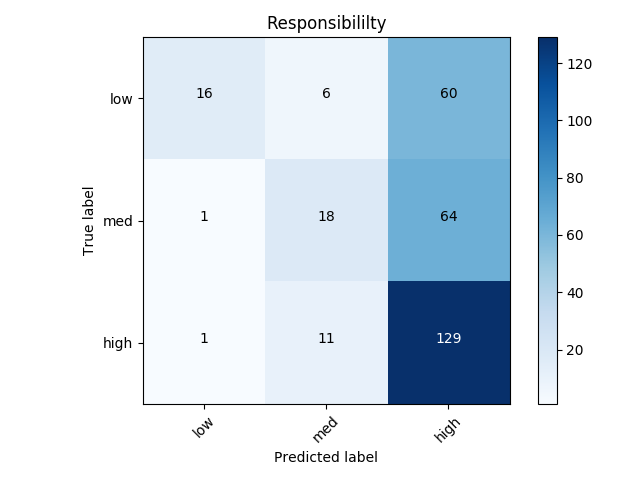 Responsibililty
low 16 6 60
med 1 18 64
high 1 11 129
low med high
Predicted label
True label
120
100
80
60
40
20